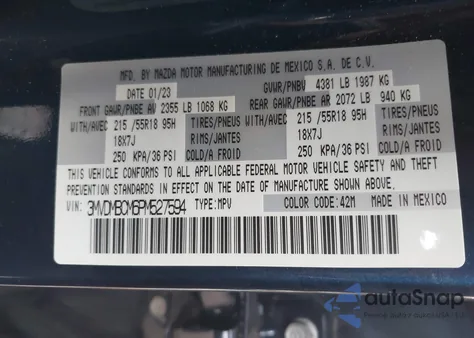 MFD. BY MAZDA MOTOR MANUFACTURING DE MEXICO S.A. DE C.V.
DATE 01/23 GVWR/PNBV 4381 LB 1987 KG
FRONT GAWR/PNBE AV 2355 LB 1068 KG REAR GAWR/PNBE AR 2072 LB 940 KG
WITH/AVEC 215 /55R18 95H TIRES/PNEUS WITH/AVEC 215 /55R18 95H TIRES/PNEUS
18X7J RIMS/JANTES 18X7J RIMS/JANTES
250 KPA/36 PSI COLD/A FROID 250 KPA/36 PSI COLD/A FROID
THIS VEHICLE CONFORMS TO ALL APPLICABLE FEDERAL MOTOR VEHICLE SAFETY AND THEFT
PREVENTION STANDARDS IN EFFECT ON THE DATE OF MANUFACTURE SHOWN ABOVE.
VIN: 3MVDMBCM6PM527594 TYPE:MPV COLOR CODE:42M MADE IN MEXICO
autoSnap